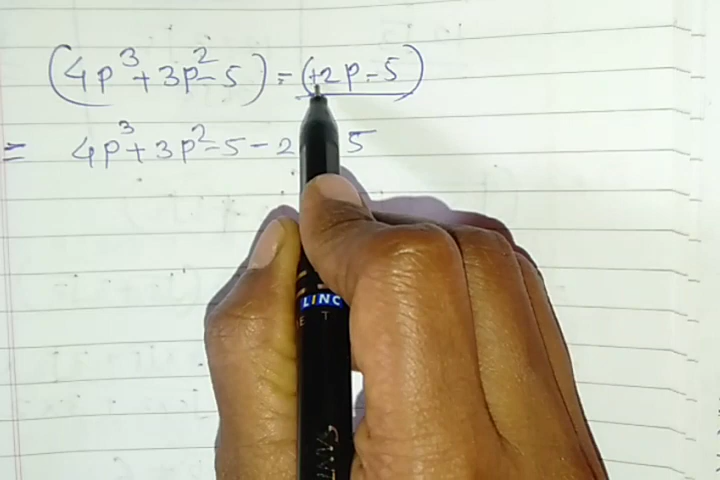 (4p³+3p²-5) = (+2p-5)
= 4p³+3p²-5-2 5
LINC